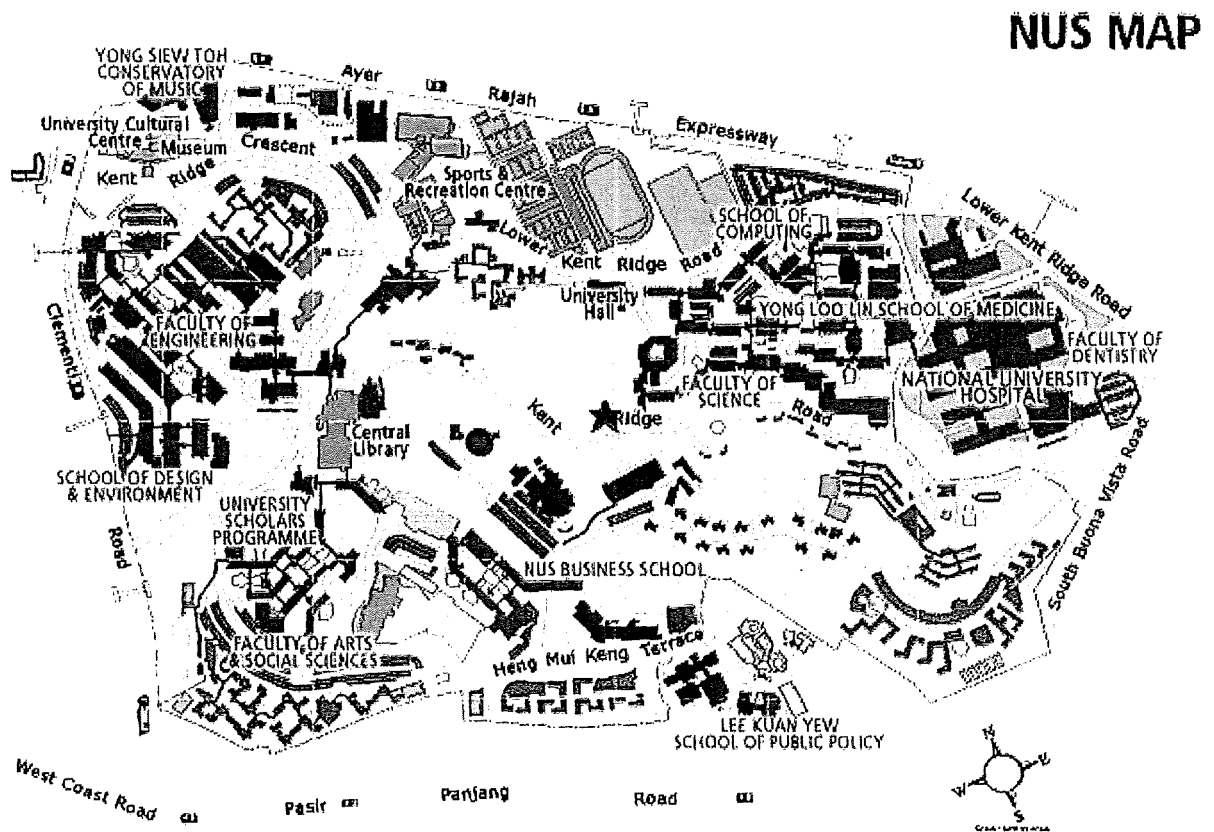 NUS MAP
YONG SIEW TOH
CONSERVATORY
OF MUSIC
Ayer
Rajah
Expressway
University Cultural
Centre
Museum
Crescent
Kent
Ridge
Sports &
Recreation Centre
Lower
Kent Ridge Road
SCHOOL OF
COMPUTING
Lower Kent Ridge Road
University
Hall
YONG LOO LIN SCHOOL OF MEDICINE
Clementi
FACULTY OF
ENGINEERING
FACULTY OF
DENTISTRY
FACULTY OF
SCIENCE
NATIONAL UNIVERSITY
HOSPITAL
Kent
Ridge
Road
Central
Library
SCHOOL OF DESIGN
& ENVIRONMENT
UNIVERSITY
SCHOLARS
PROGRAMME
Road
South Buona Vista Road
NUS BUSINESS SCHOOL
FACULTY OF ARTS
& SOCIAL SCIENCES
Heng Mui Keng Terrace
LEE KUAN YEW
SCHOOL OF PUBLIC POLICY
N
E
W
S
West Coast Road
Pasir
Panjang
Road